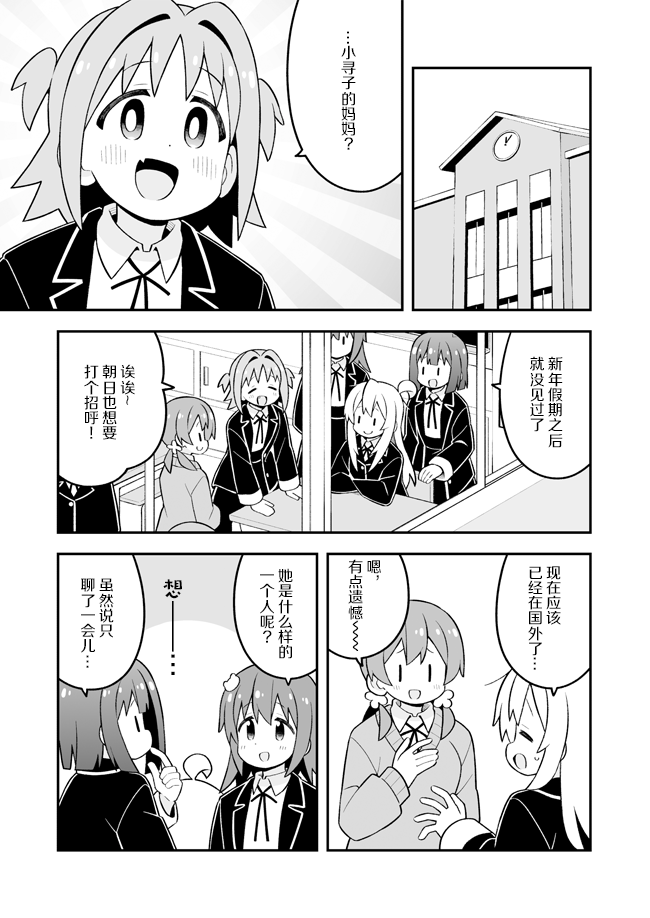 …小寻子的妈妈？
新年假期之后
就没见过了
诶诶～
朝日也想要
打个招呼！
现在应该
已经在国外了…
嗯，
有点遗憾～～～
她是什么样的
一个人呢？
想——…
虽然说只
聊了一会儿…